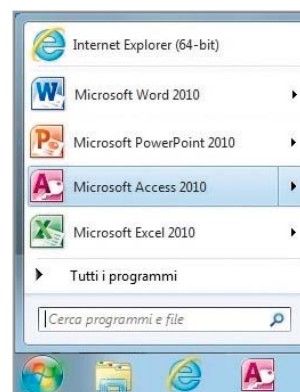 Internet Explorer (64-bit)
Microsoft Word 2010
Microsoft PowerPoint 2010
Microsoft Access 2010
Microsoft Excel 2010
Tutti i programmi
Cerca programmi e file